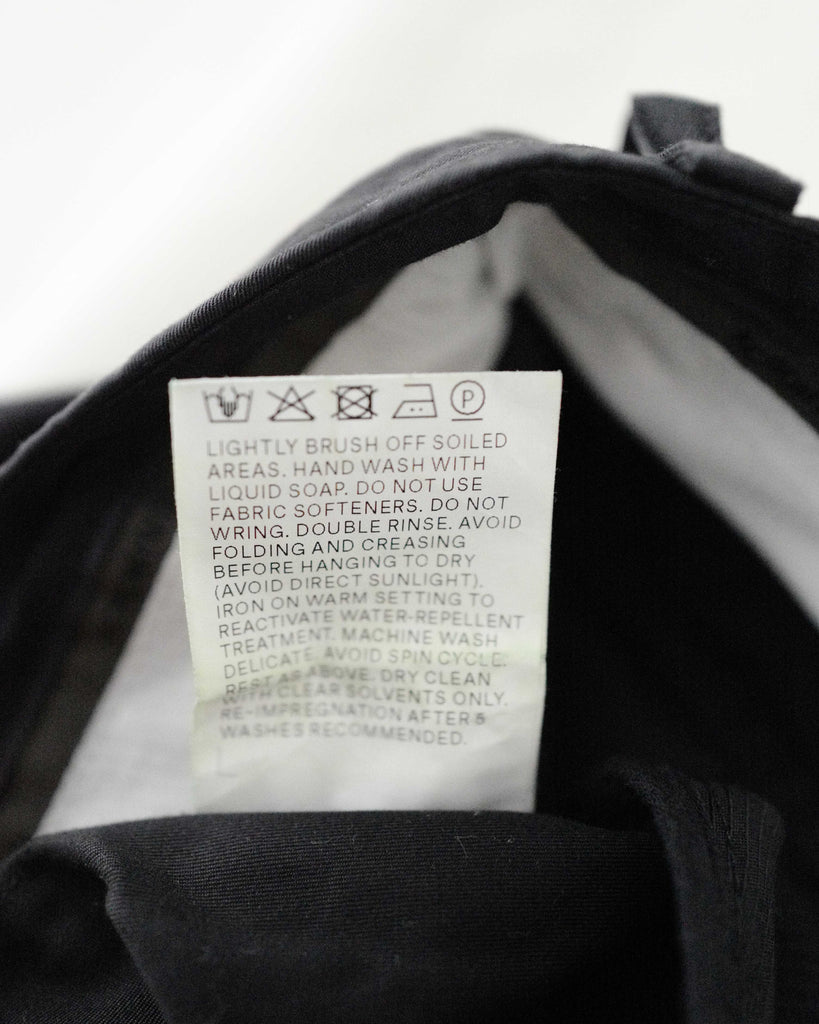 P
LIGHTLY BRUSH OFF SOILED
AREAS. HAND WASH WITH
LIQUID SOAP. DO NOT USE
FABRIC SOFTENERS. DO NOT
WRING. DOUBLE RINSE. AVOID
FOLDING AND CREASING
BEFORE HANGING TO DRY
(AVOID DIRECT SUNLIGHT).
IRON ON WARM SETTING TO
REACTIVATE WATER-REPELLENT
TREATMENT. MACHINE WASH
DELICATE. AVOID SPIN CYCLE.
REST AS ABOVE. DRY CLEAN
WITH CLEAR SOLVENTS ONLY.
RE-IMPREGNATION AFTER 5
WASHES RECOMMENDED.